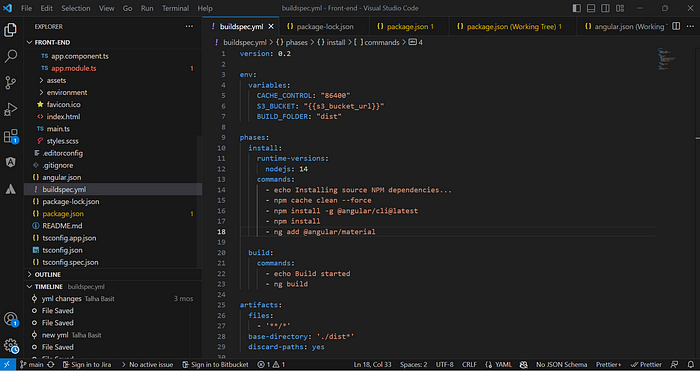 File Edit Selection View Go Run Terminal Help
buildspec.yml - Front-end - Visual Studio Code
EXPLORER
FRONT-END
TS app.component.ts
TS app.module.ts 1
assets
environment
favicon.ico
index.html
TS main.ts
styles.scss
.editorconfig
.gitignore
{} angular.json
! buildspec.yml
{} package-lock.json
{} package.json 1
README.md
{} tsconfig.app.json
tsconfig.json
{} tsconfig.spec.json
OUTLINE
TIMELINE buildspec.yml
yml changes Talha Basit 3 mos
File Saved
File Saved
new yml Talha Basit
File Saved
! buildspec.yml
{} package-lock.json
{} package.json 1
{} package.json (Working Tree) 1
{} angular.json (Working
! buildspec.yml > {} phases > {} install > [ ] commands > 4
1 version: 0.2
2
3 env:
4 variables:
5 CACHE_CONTROL: "86400"
6 S3_BUCKET: "{{s3_bucket_url}}"
7 BUILD_FOLDER: "dist"
8
9 phases:
10 install:
11 runtime-versions:
12 nodejs: 14
13 commands:
14 - echo Installing source NPM dependencies...
15 - npm cache clean --force
16 - npm install -g @angular/cli@latest
17 - npm install
18 - ng add @angular/material
19
20 build:
21 commands:
22 - echo Build started
23 - ng build
24
25 artifacts:
26 files:
27 - '**/*'
28 base-directory: './dist*'
29 discard-paths: yes
30
main Sign in to Jira No active issue Sign in to Bitbucket 1 1 Ln 18, Col 33 Spaces: 2 UTF-8 CRLF {} YAML No JSON Schema Prettier+ Prettier